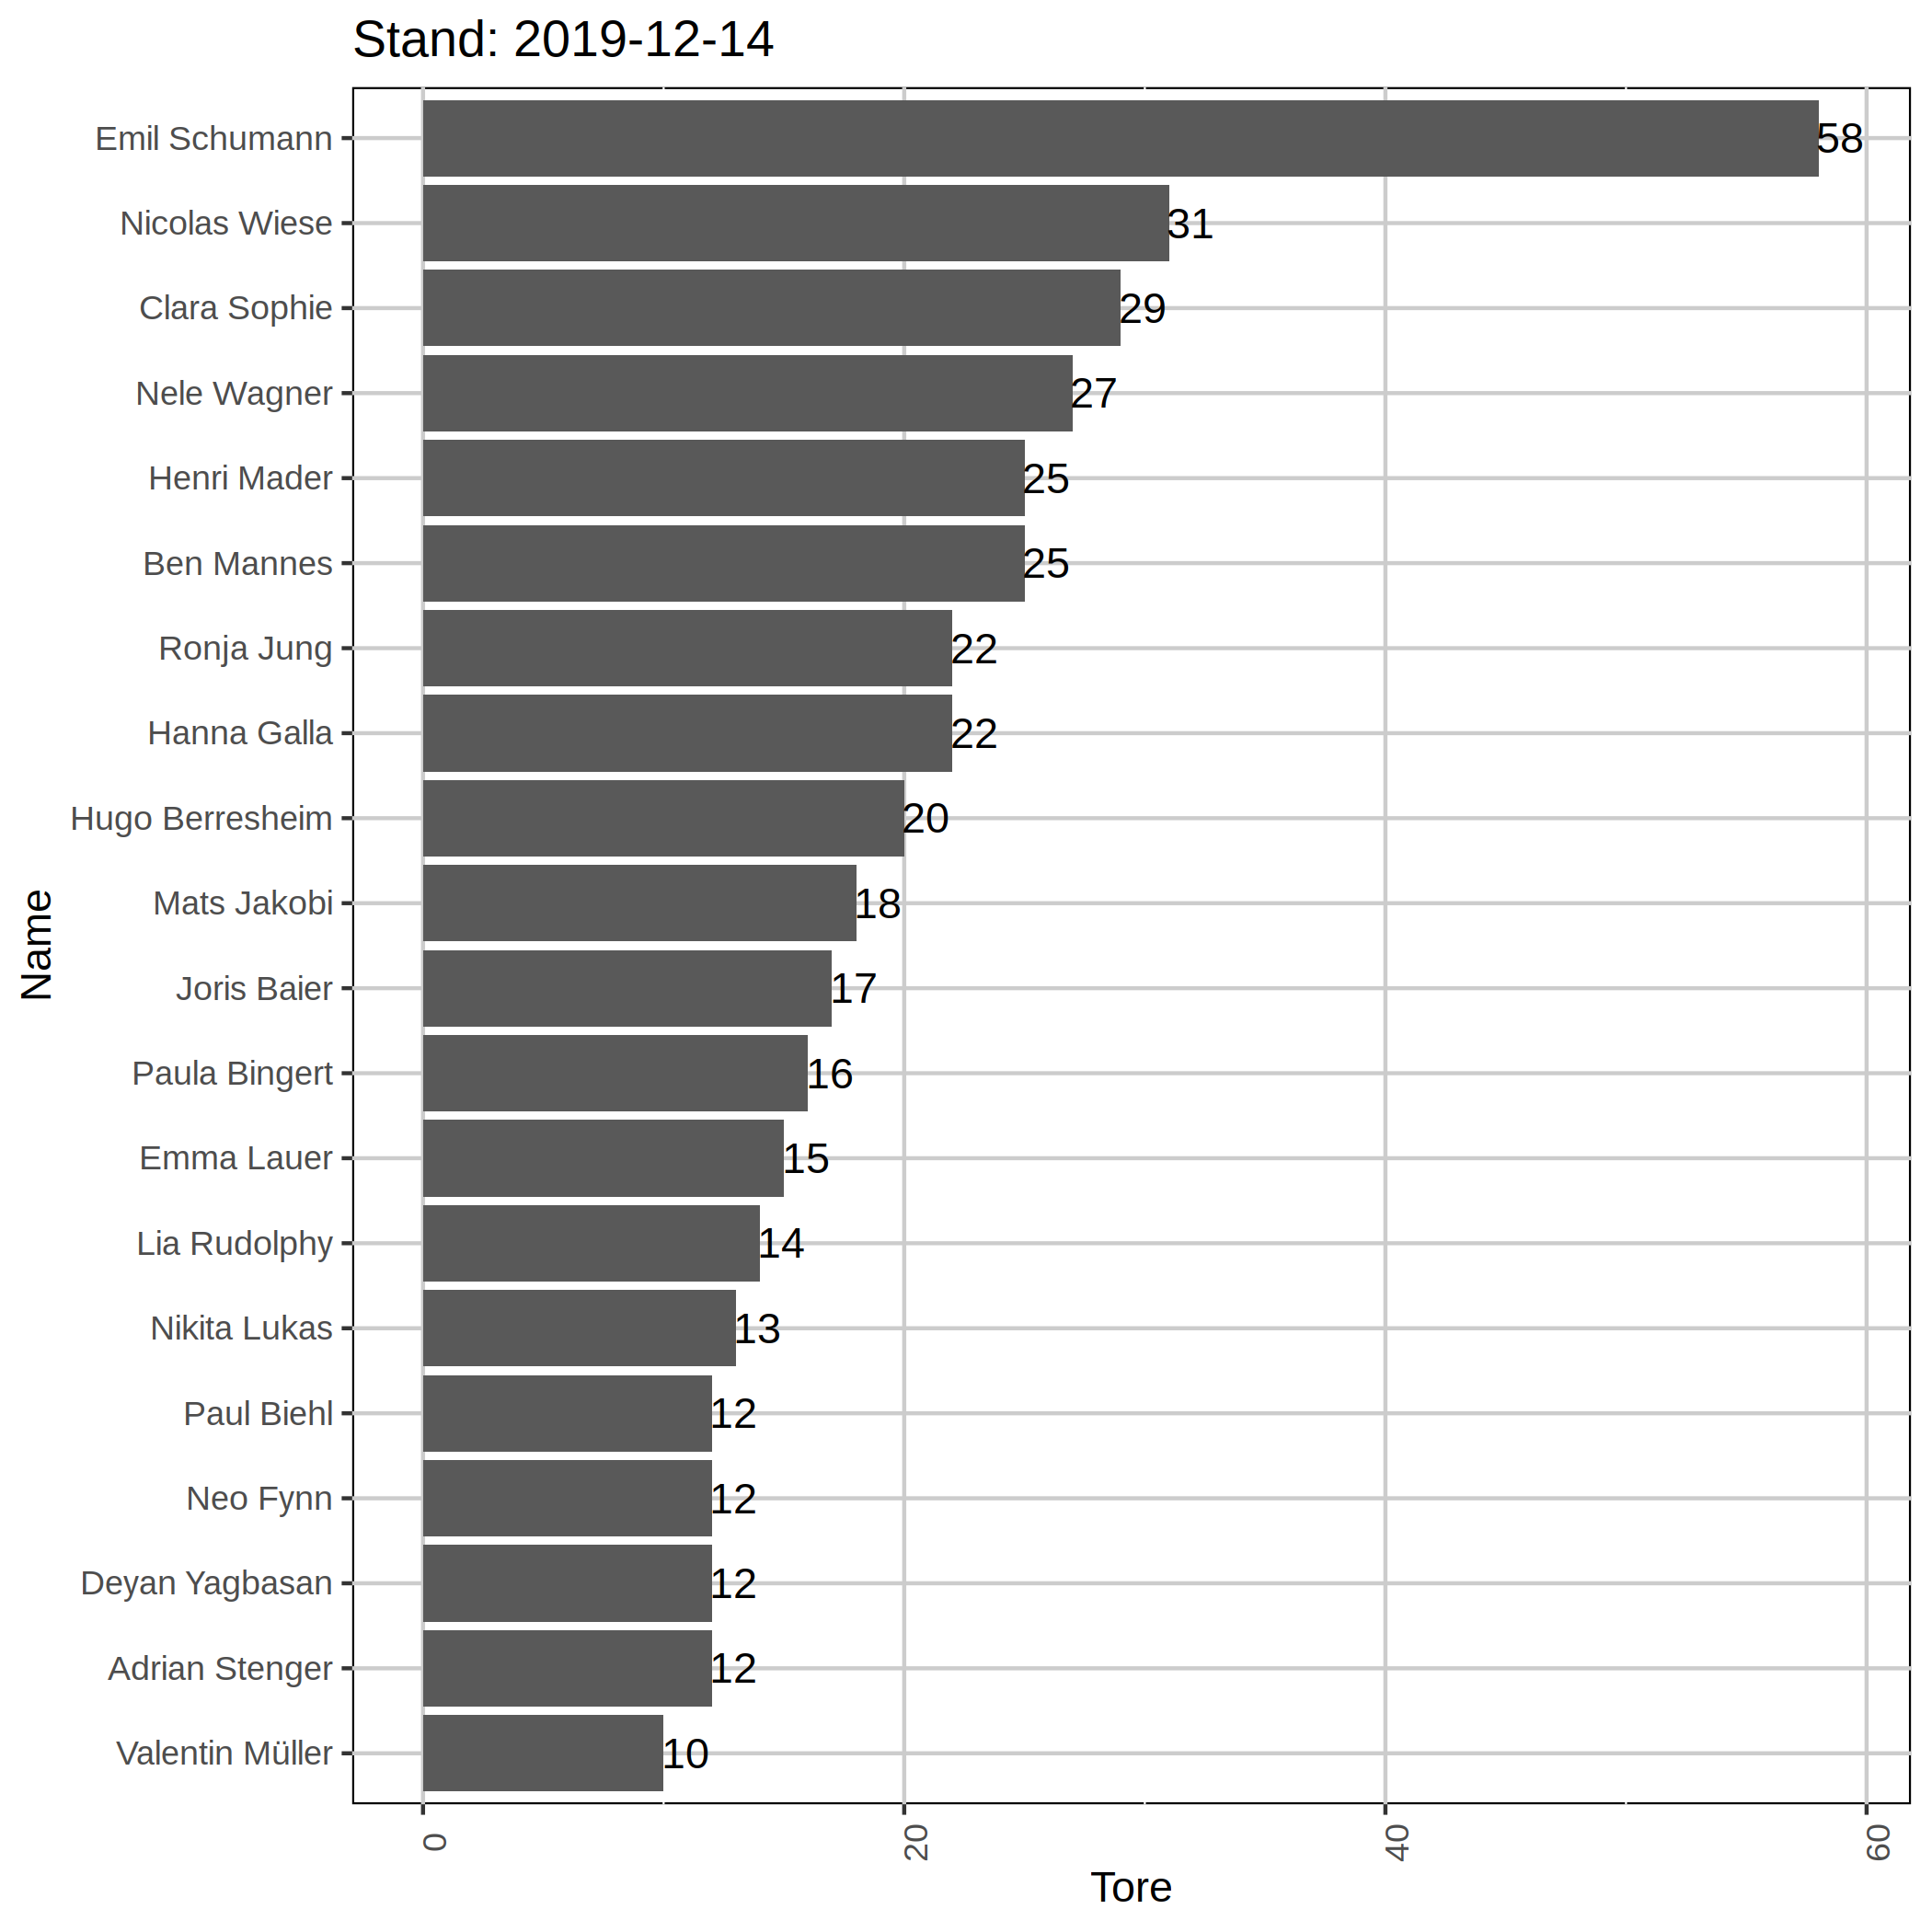 Stand: 2019-12-14
Emil Schumann 58
Nicolas Wiese 31
Clara Sophie 29
Nele Wagner 27
Henri Mader 25
Ben Mannes 25
Ronja Jung 22
Hanna Galla 22
Hugo Berresheim 20
Mats Jakobi 18
Joris Baier 17
Paula Bingert 16
Emma Lauer 15
Lia Rudolphy 14
Nikita Lukas 13
Paul Biehl 12
Neo Fynn 12
Deyan Yagbasan 12
Adrian Stenger 12
Valentin Müller 10
Name
0 20 40 60
Tore